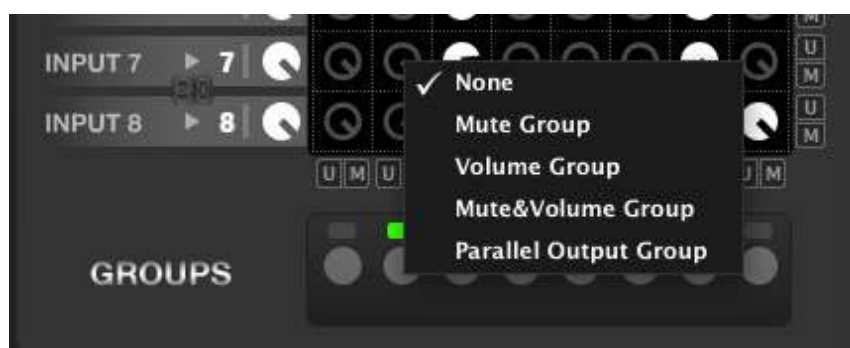 M
INPUT 7 7 U
M
None
Mute Group
INPUT 8 8 U
M
Volume Group
U M U J M
Mute&Volume Group
Parallel Output Group
GROUPS